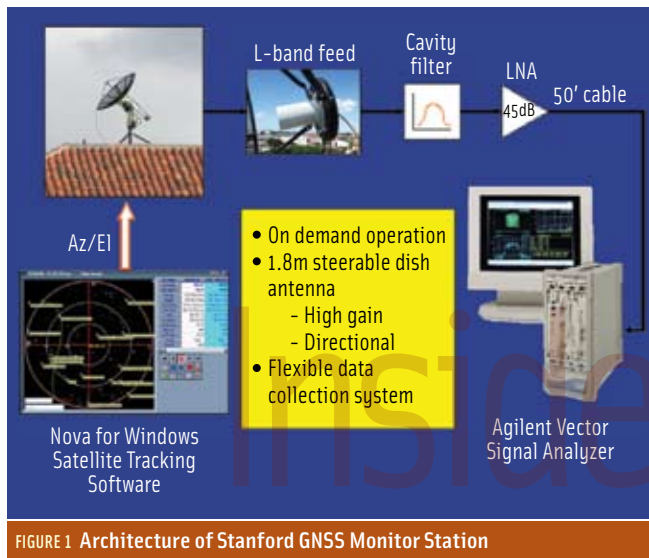 L-band feed
Cavity
filter
LNA
45dB
50' cable
Az/El
• On demand operation
• 1.8m steerable dish
antenna
- High gain
- Directional
• Flexible data
collection system
Nova for Windows
Satellite Tracking
Software
Agilent Vector
Signal Analyzer
Inside
FIGURE 1 Architecture of Stanford GNSS Monitor Station